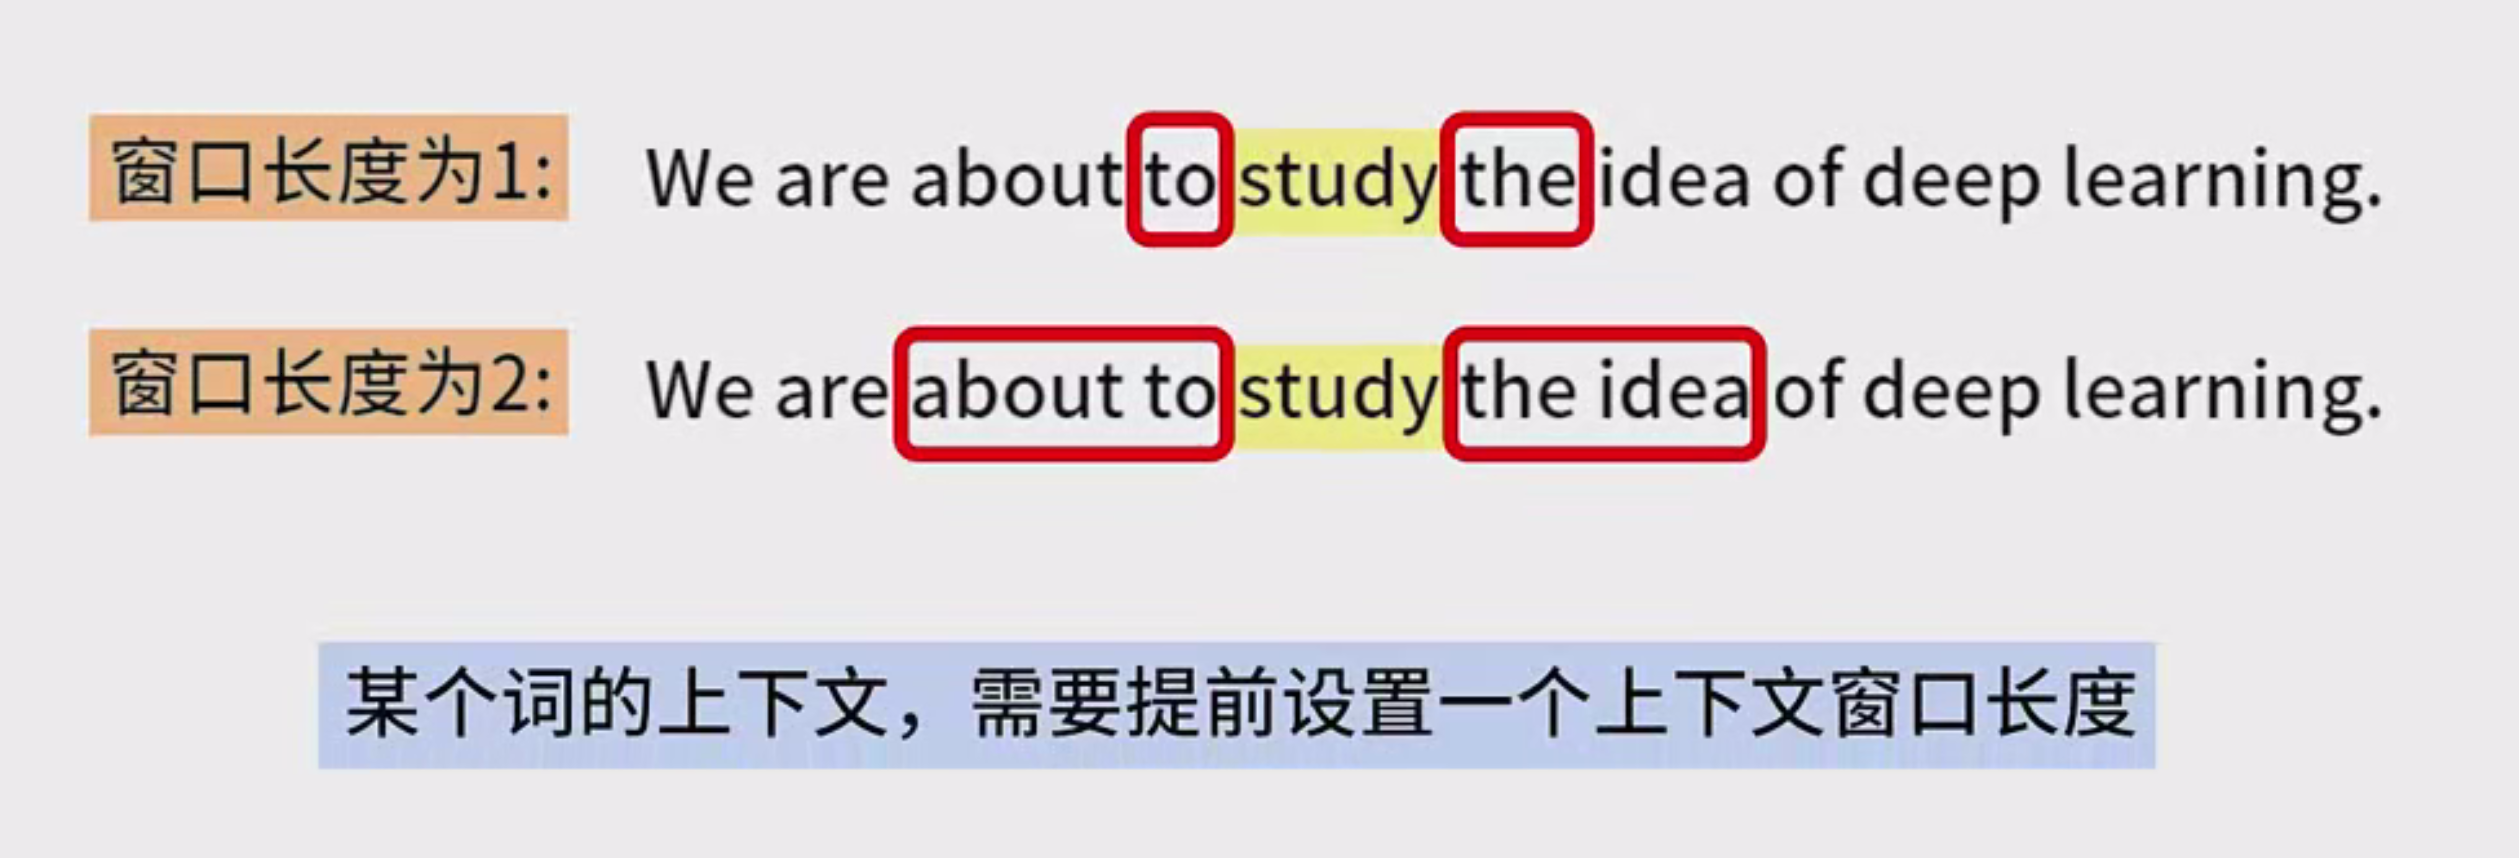 窗口长度为1: We are about to study the idea of deep learning.
窗口长度为2: We are about to study the idea of deep learning.
某个词的上下文，需要提前设置一个上下文窗口长度